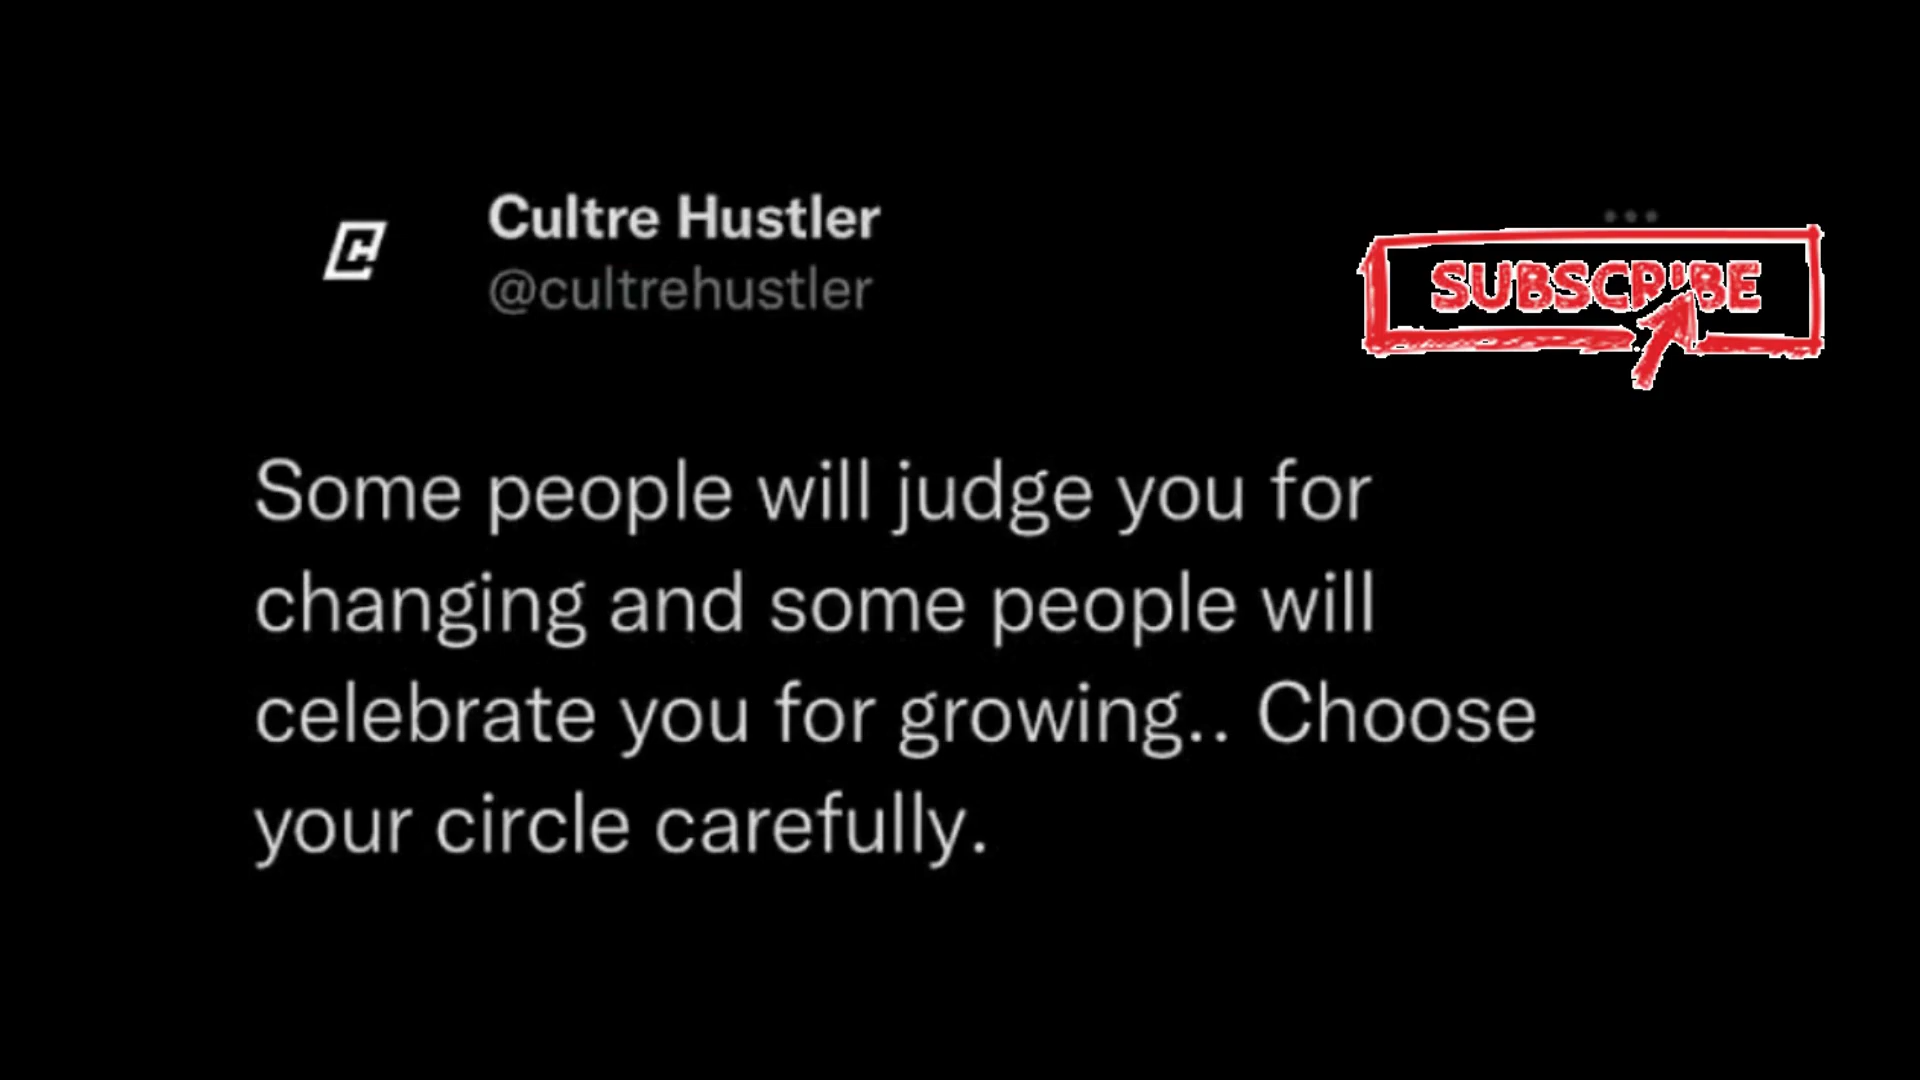 Cultre Hustler
@cultrehustler
SUBSCRIBE
Some people will judge you for
changing and some people will
celebrate you for growing.. Choose
your circle carefully.